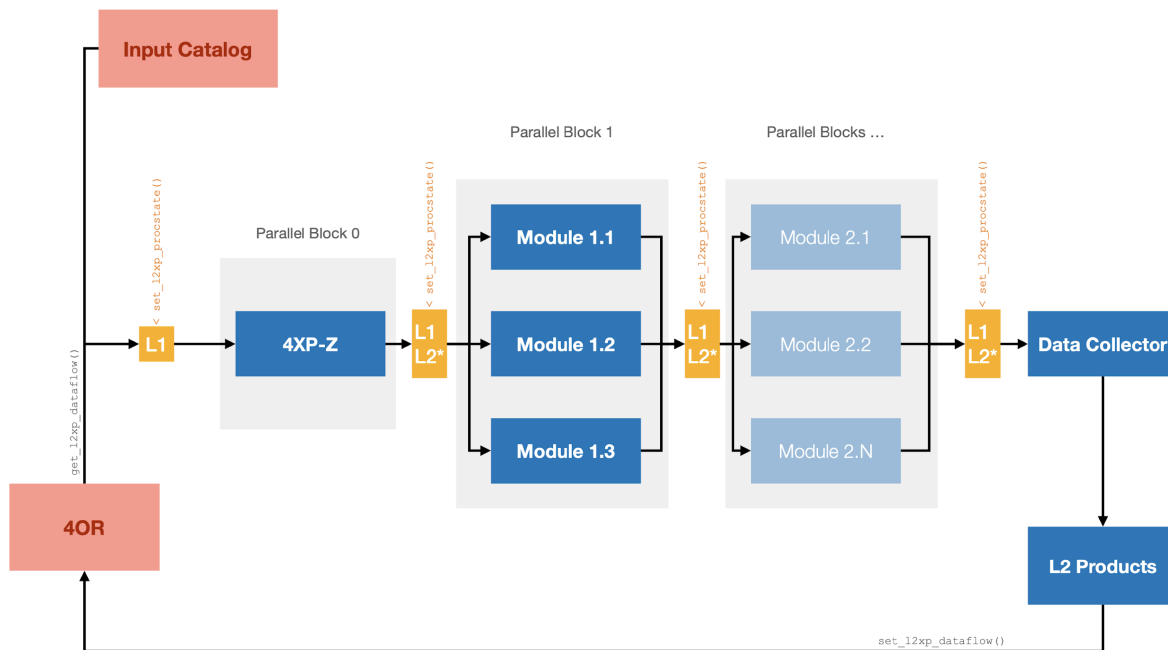 Input Catalog
Parallel Block 1
Parallel Blocks ...
< set_l2xp_procstate()
< set_l2xp_procstate()
< set_l2xp_procstate()
< set_l2xp_procstate()
Parallel Block 0
Module 1.1
Module 2.1
L1
4XP-Z
L1
L2*
Module 1.2
L1
L2*
Module 2.2
L1
L2*
Data Collector
get_l2xp_dataflow()
Module 1.3
Module 2.N
4OR
L2 Products
set_l2xp_dataflow()